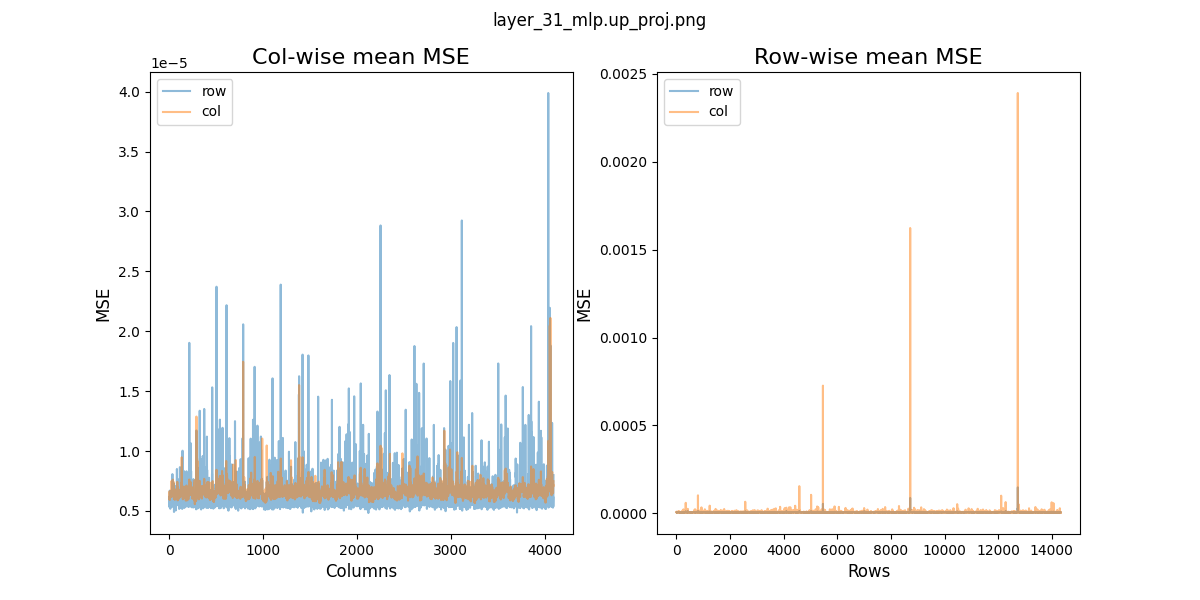 layer_31_mlp.up_proj.png
Col-wise mean MSE
1e−5
row
col
4.0
3.5
3.0
2.5
2.0
1.5
1.0
0.5
MSE
0
1000
2000
3000
4000
Columns
Row-wise mean MSE
row
col
0.0025
0.0020
0.0015
0.0010
0.0005
0.0000
MSE
0
2000
4000
6000
8000
10000
12000
14000
Rows